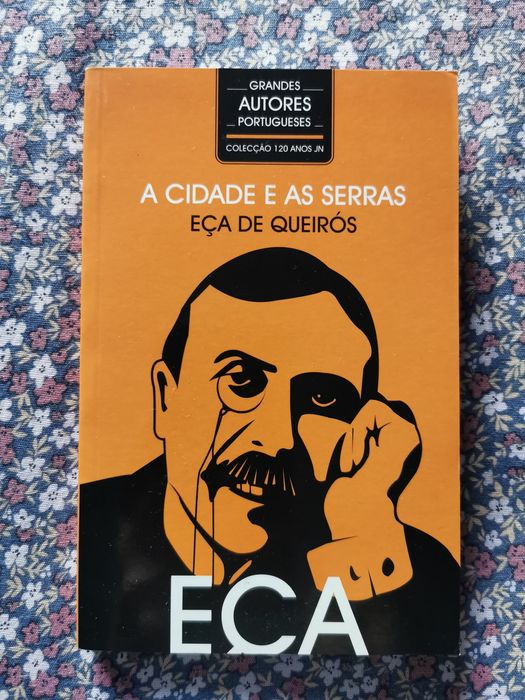 GRANDES
AUTORES
PORTUGUESES
COLECÇÃO 120 ANOS JN
A CIDADE E AS SERRAS
EÇA DE QUEIRÓS
EÇA